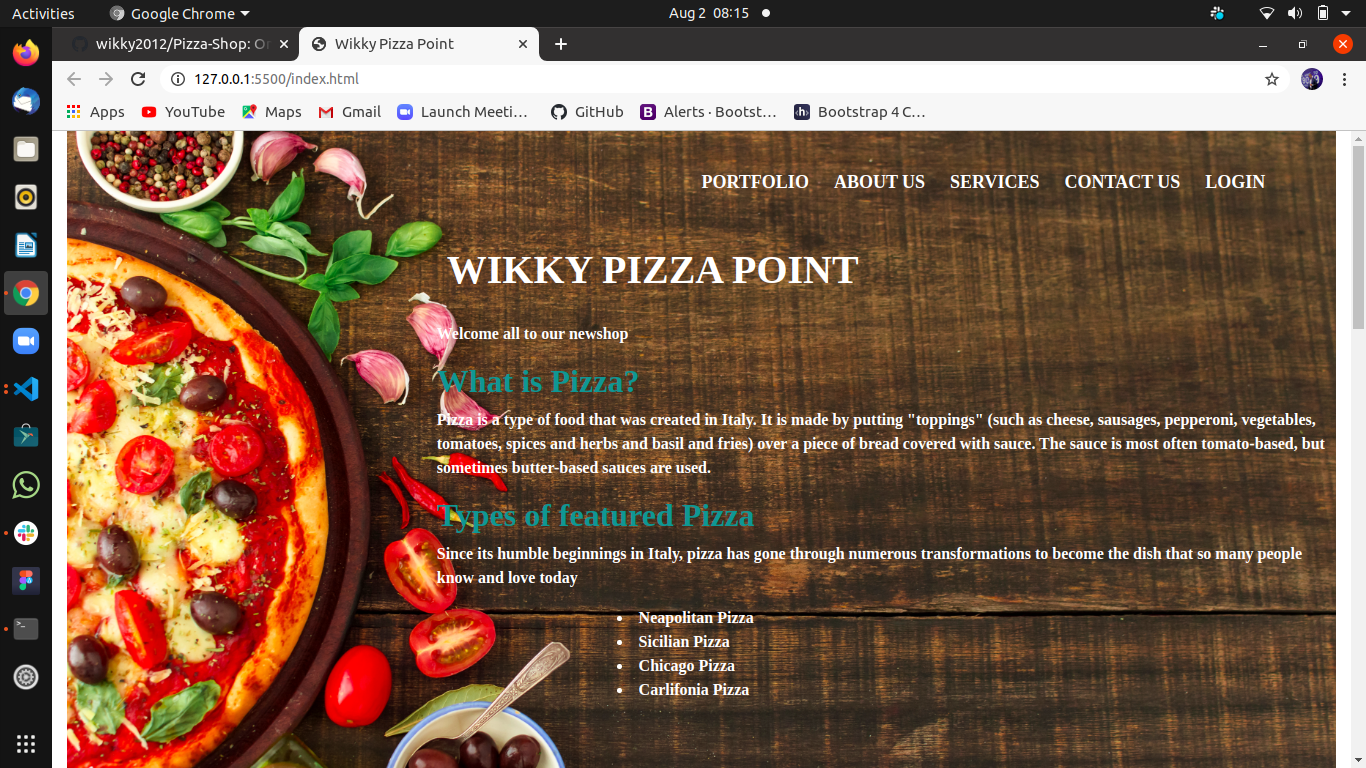 Activities
Google Chrome
Aug 2 08:15
wikky2012/Pizza-Shop: Or
Wikky Pizza Point
127.0.0.1:5500/index.html
Apps
YouTube
Maps
Gmail
Launch Meeti…
GitHub
Alerts · Bootst…
Bootstrap 4 C…
PORTFOLIO ABOUT US SERVICES CONTACT US LOGIN
WIKKY PIZZA POINT
Welcome all to our newshop
What is Pizza?
Pizza is a type of food that was created in Italy. It is made by putting "toppings" (such as cheese, sausages, pepperoni, vegetables,
tomatoes, spices and herbs and basil and fries) over a piece of bread covered with sauce. The sauce is most often tomato-based, but
sometimes butter-based sauces are used.
Types of featured Pizza
Since its humble beginnings in Italy, pizza has gone through numerous transformations to become the dish that so many people
know and love today
• Neapolitan Pizza
• Sicilian Pizza
• Chicago Pizza
• Carlifonia Pizza